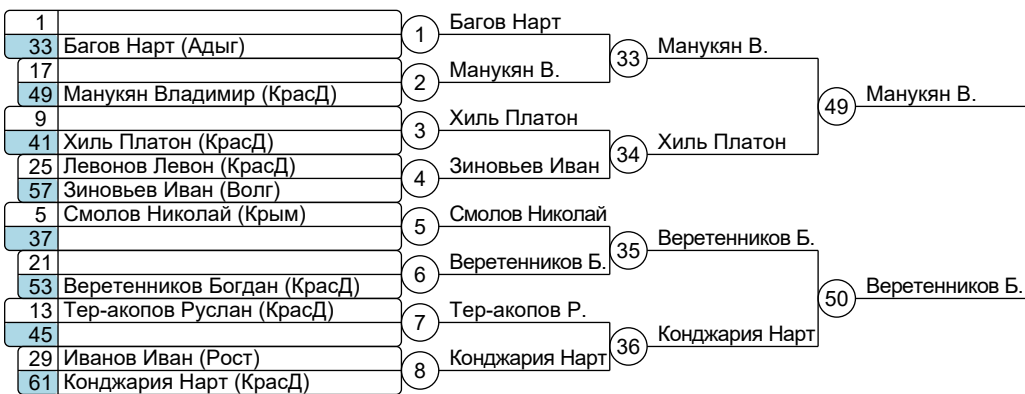 1
33 Багов Нарт (Адыг)
17
49 Манукян Владимир (КрасД)
9
41 Хиль Платон (КрасД)
25 Левонов Левон (КрасД)
57 Зиновьев Иван (Волг)
5 Смолов Николай (Крым)
37
21
53 Веретенников Богдан (КрасД)
13 Тер-акопов Руслан (КрасД)
45
29 Иванов Иван (Рост)
61 Конджария Нарт (КрасД)
1 Багов Нарт
2 Манукян В.
3 Хиль Платон
4 Зиновьев Иван
5 Смолов Николай
6 Веретенников Б.
7 Тер-акопов Р.
8 Конджария Нарт
33 Манукян В.
34 Хиль Платон
35 Веретенников Б.
36 Конджария Нарт
49 Манукян В.
50 Веретенников Б.